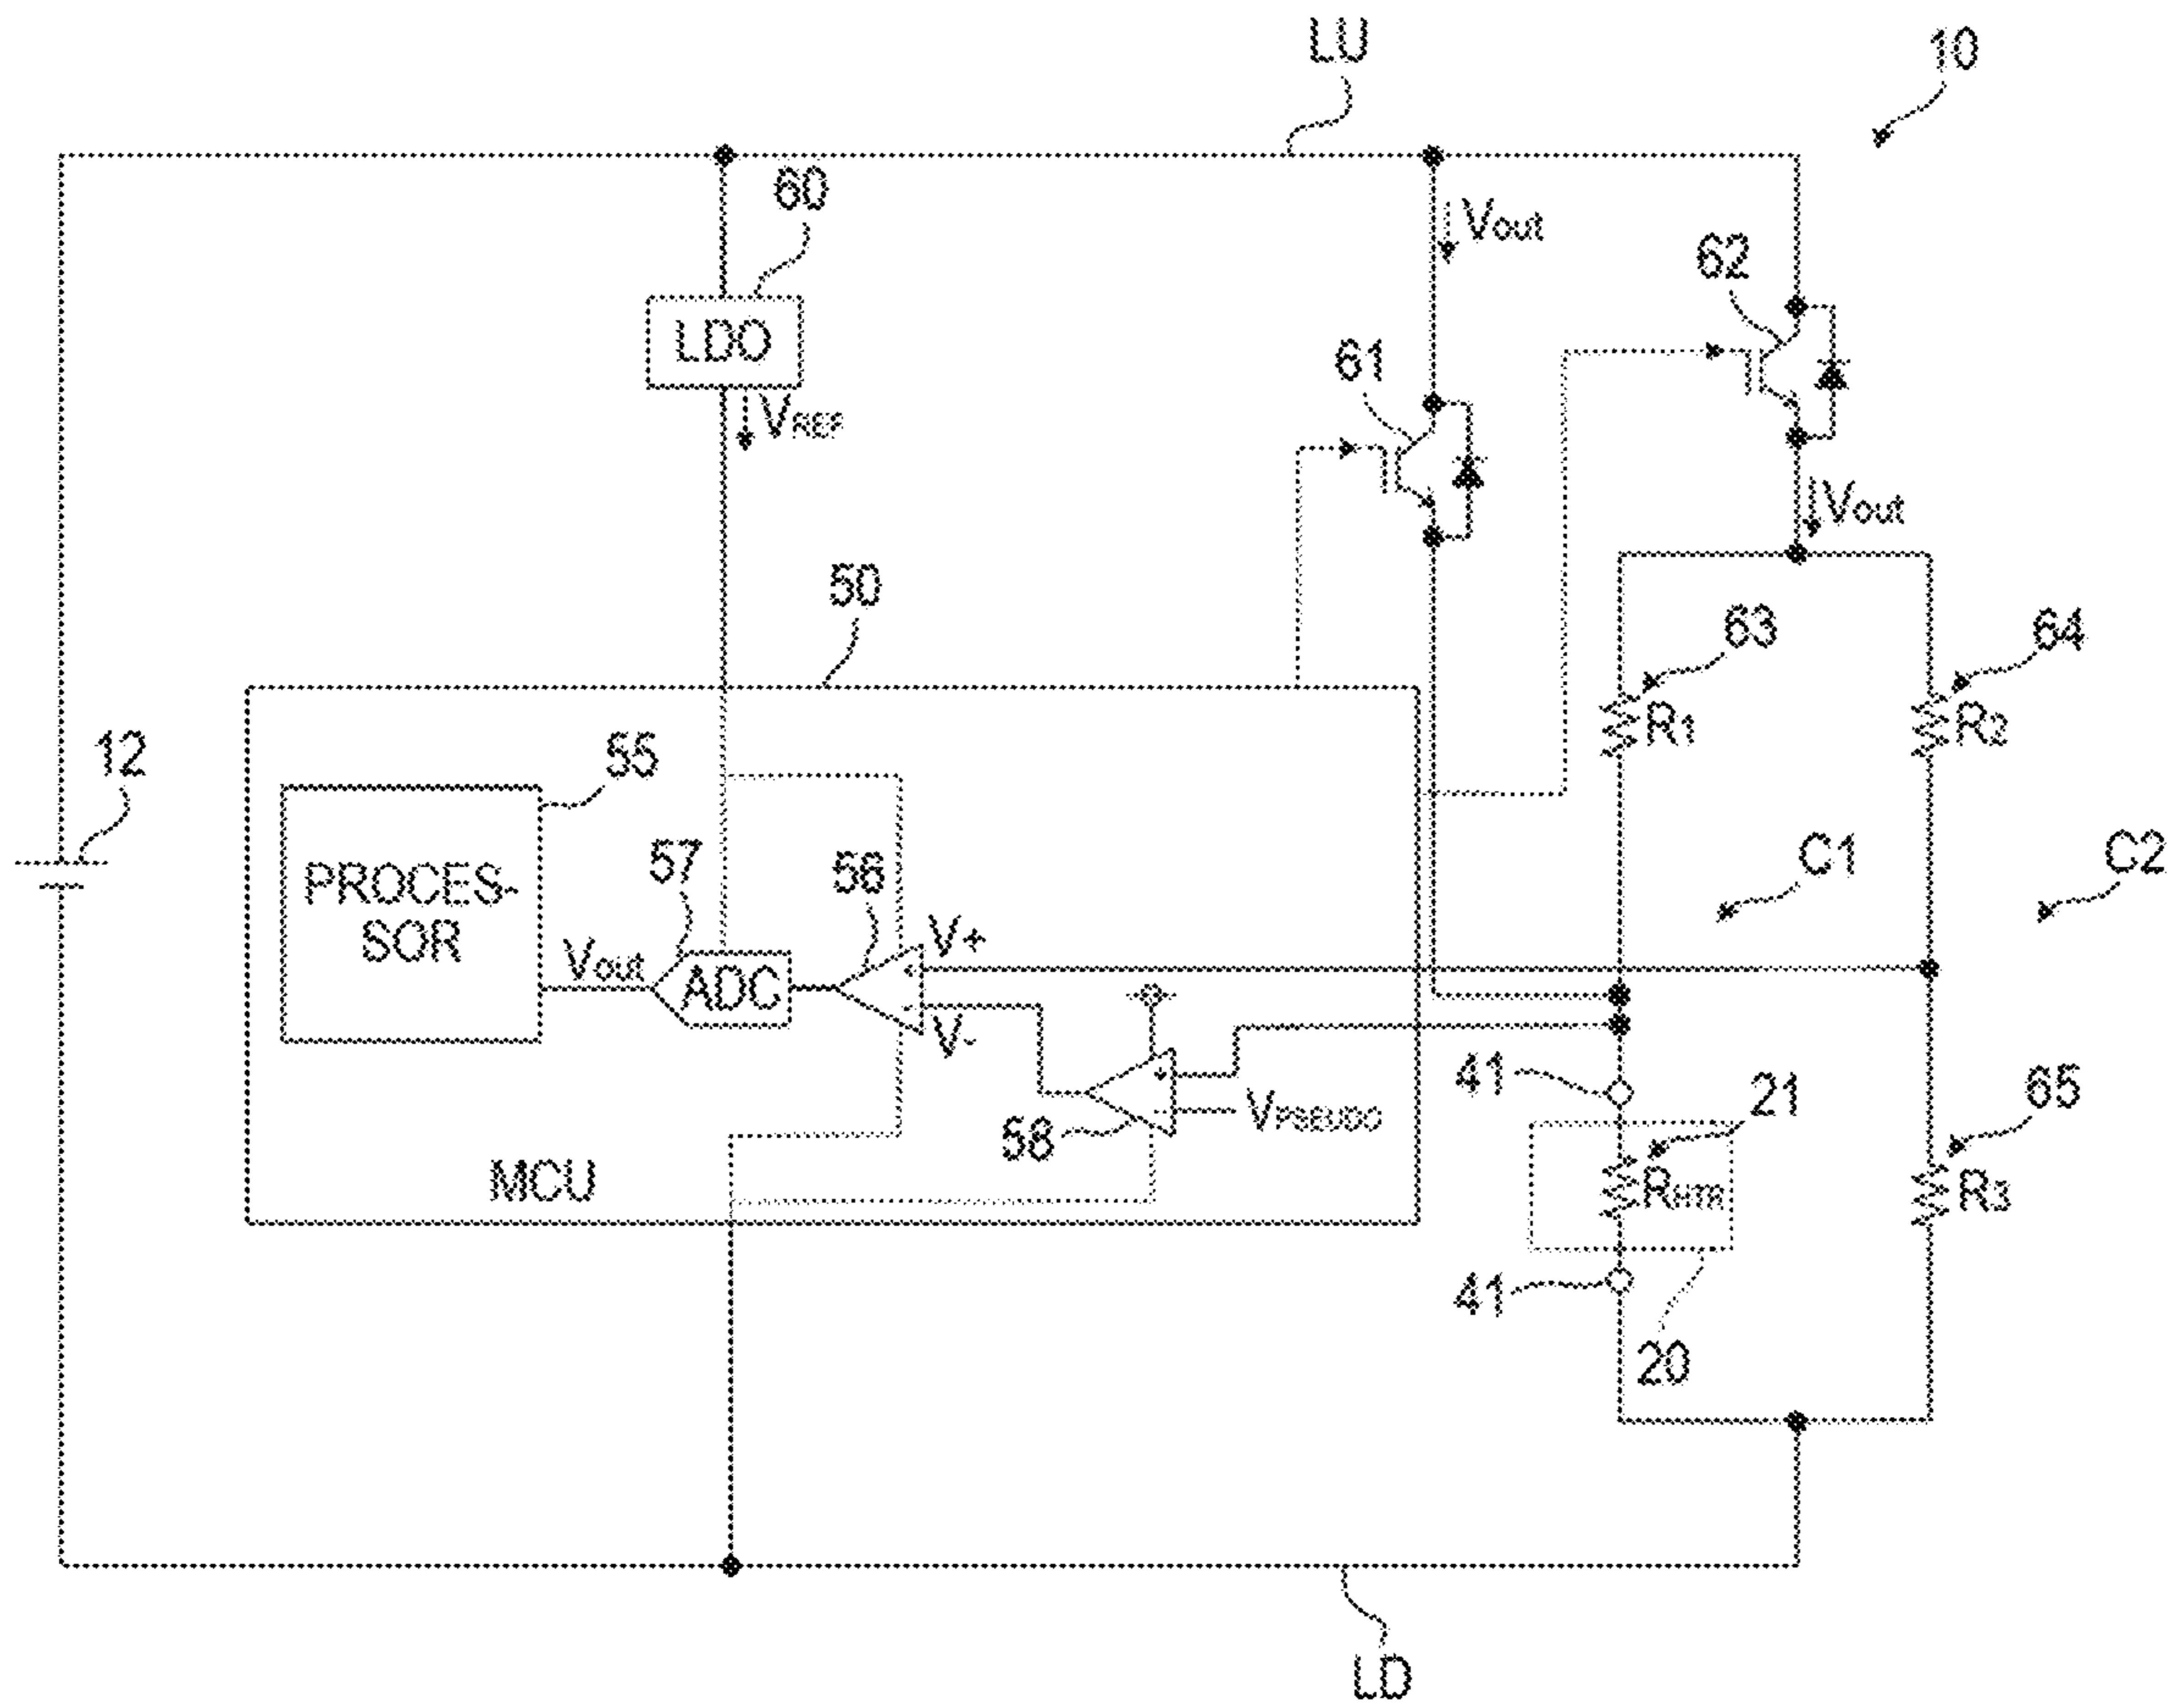 LU
10
60
Vout
62
LDO
61
VREF
Vout
50
63
64
R1
R2
12
55
C1
C2
57
56
PROCES-
SOR
V+
Vout
ADC
V-
41
21
65
VPSEUDO
58
MCU
RHTR
R3
41
20
LD